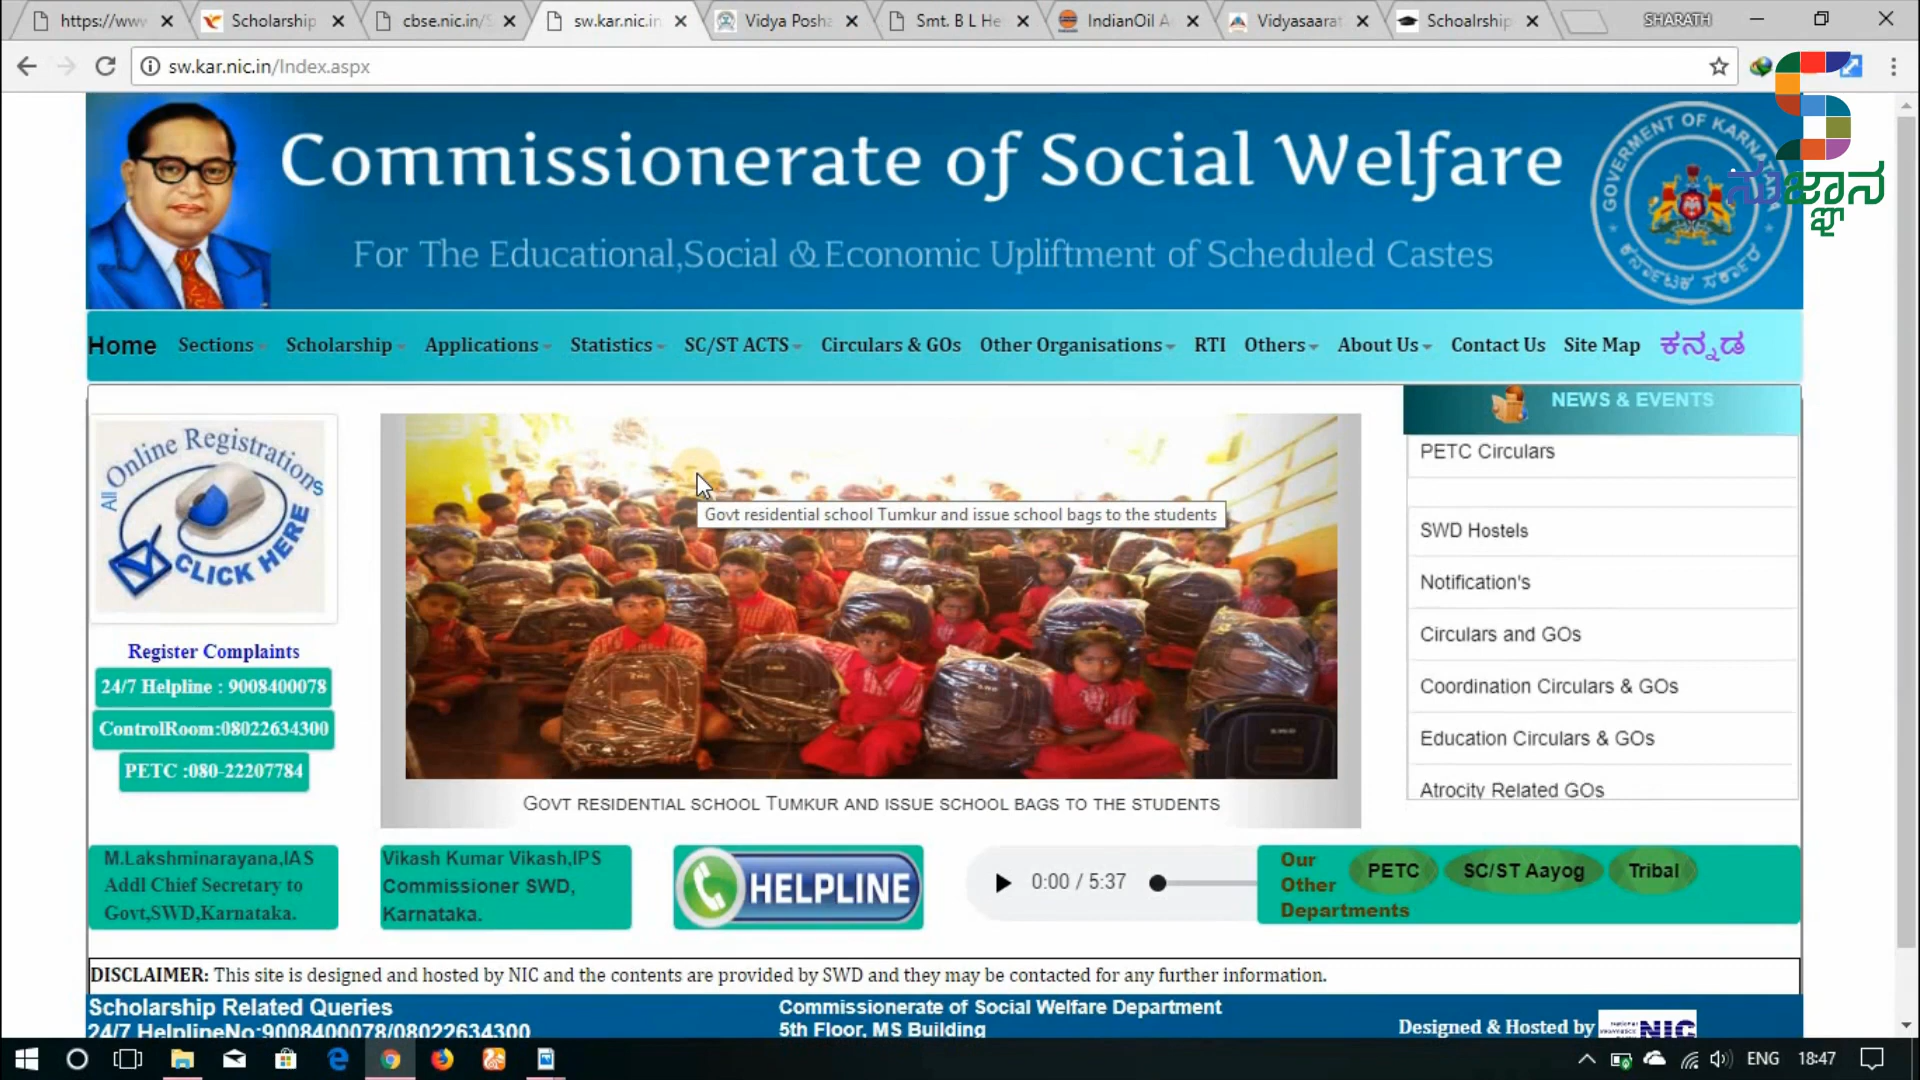 https://www
Scholarship
cbse.nic.in/S
sw.kar.nic.in
Vidya Posha
Smt. B L He
IndianOil A
Vidyasaarat
Schoalrship
SHARATH
sw.kar.nic.in/Index.aspx
Commissionerate of Social Welfare
For The Educational,Social & Economic Upliftment of Scheduled Castes
GOVERMENT OF KARNATAKA
ಕರ್ನಾಟಕ ಸರ್ಕಾರ
ಸುಜ್ಞಾನ
Home Sections Scholarship Applications Statistics SC/ST ACTS Circulars & GOs Other Organisations RTI Others About Us Contact Us Site Map ಕನ್ನಡ
NEWS & EVENTS
All Online Registrations
CLICK HERE
PETC Circulars
Govt residential school Tumkur and issue school bags to the students
SWD Hostels
Notification's
Circulars and GOs
Register Complaints
24/7 Helpline : 9008400078
Coordination Circulars & GOs
ControlRoom:08022634300
Education Circulars & GOs
PETC :080-22207784
Atrocity Related GOs
GOVT RESIDENTIAL SCHOOL TUMKUR AND ISSUE SCHOOL BAGS TO THE STUDENTS
M.Lakshminarayana,IAS
Addl Chief Secretary to
Govt,SWD,Karnataka.
Vikash Kumar Vikash,IPS
Commissioner SWD,
Karnataka.
HELPLINE
0:00 / 5:37
Our
Other
Departments
PETC
SC/ST Aayog
Tribal
DISCLAIMER: This site is designed and hosted by NIC and the contents are provided by SWD and they may be contacted for any further information.
Scholarship Related Queries
24/7 HelplineNo:9008400078/08022634300
Commissionerate of Social Welfare Department
5th Floor, MS Building
Designed & Hosted by
NIC
ENG
18:47